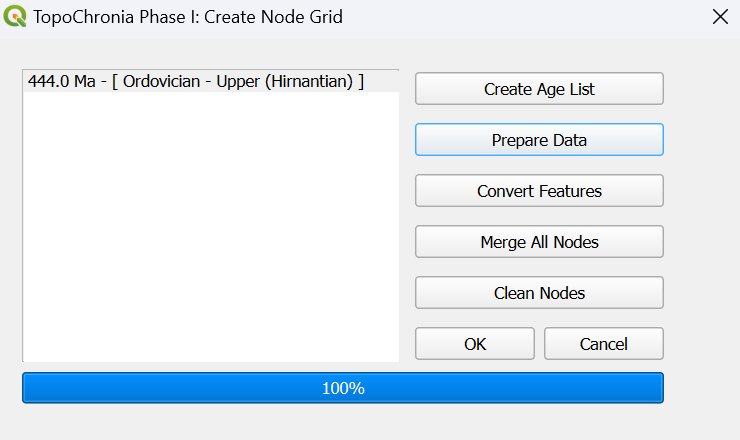 TopoChronia Phase I: Create Node Grid
444.0 Ma - [ Ordovician - Upper (Hirnantian) ]
Create Age List
Prepare Data
Convert Features
Merge All Nodes
Clean Nodes
OK
Cancel
100%